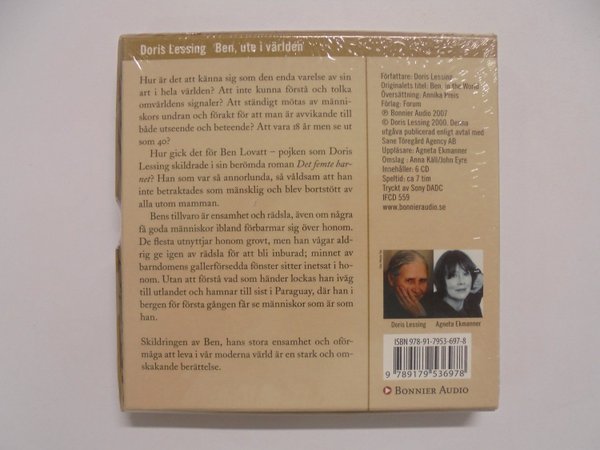 Doris Lessing Ben, ute i världen
Hur är det att känna sig som den enda varelse av sin
art i hela världen? Att inte kunna förstå och tolka
omvärldens signaler? Att ständigt mötas av männi-
skors undran och förakt för att man är avvikande till
både utseende och beteende? Att vara 18 år men se ut
som 40?
Hur gick det för Ben Lovatt – pojken som Doris
Lessing skildrade i sin berömda roman Det femte bar-
net? Han som var så annorlunda, så våldsam att han
inte betraktades som mänsklig och blev bortstött av
alla utom mamman.
Bens tillvaro är ensamhet och rädsla, även om några
få goda människor ibland förbarmar sig över honom.
De flesta utnyttjar honom grovt, men han vågar ald-
rig ge igen av rädsla för att bli inburad; minnet av
barndomens gallerförsedda fönster sitter inetsat i ho-
nom. Utan att förstå vad som händer lockas han iväg
till utlandet och hamnar till sist i Paraguay, där han i
bergen för första gången får se människor som är som
han.
Skildringen av Ben, hans stora ensamhet och oför-
måga att leva i vår moderna värld är en stark och om-
skakande berättelse.
Författare: Doris Lessing
Originalets titel: Ben, in the World
Översättning: Annika Preis
Förlag: Forum
℗ Bonnier Audio 2007
© Doris Lessing 2000. Denna
utgåva publicerad enligt avtal med
Sane Töregård Agency AB
Uppläsare: Agneta Ekmanner
Omslag: Anna Käll/John Eyre
Innehåller: 6 CD
Speltid: ca 7 tim
Tryckt av Sony DADC
IFCD 559
www.bonnieraudio.se
Doris Lessing Agneta Ekmanner
ISBN 978-91-7953-697-8
9 789179 536978
BONNIER AUDIO